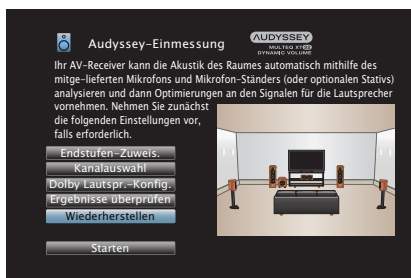 Audyssey-Einmessung
AUDYSSEY
MULTEQ XT32
DYNAMIC VOLUME
Ihr AV-Receiver kann die Akustik des Raumes automatisch mithilfe des
mitge-lieferten Mikrofons und Mikrofon-Ständers (oder optionalen Stativs)
analysieren und dann Optimierungen an den Signalen für die Lautsprecher
vornehmen. Nehmen Sie zunächst
die folgenden Einstellungen vor,
falls erforderlich.
Endstufen-Zuweis.
Kanalauswahl
Dolby Lautspr.-Konfig.
Ergebnisse überprüfen
Wiederherstellen
Starten